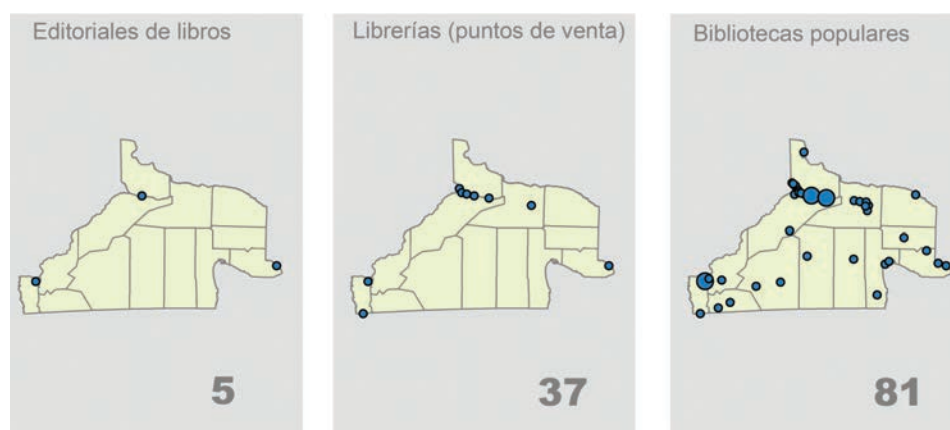 Editoriales de libros
5
Librerías (puntos de venta)
37
Bibliotecas populares
81